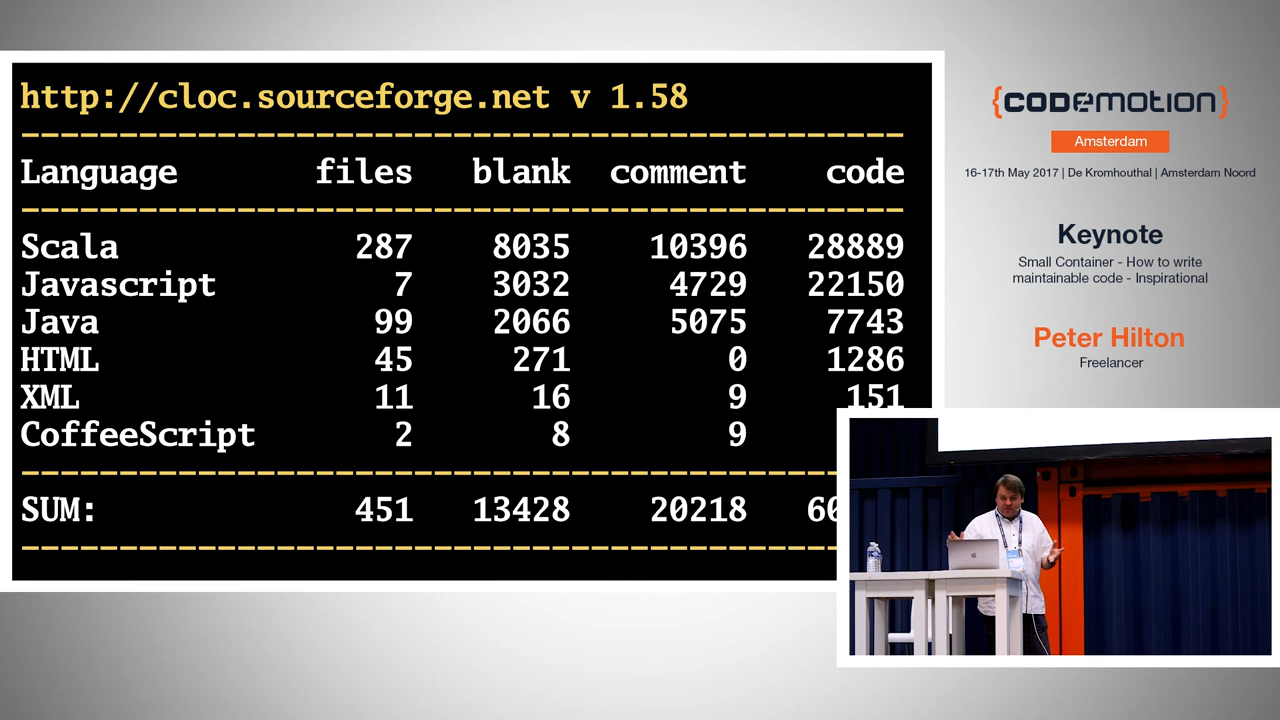 http://cloc.sourceforge.net v 1.58
Language files blank comment code
Scala 287 8035 10396 28889
Javascript 7 3032 4729 22150
Java 99 2066 5075 7743
HTML 45 271 0 1286
XML 11 16 9 151
CoffeeScript 2 8 9
SUM: 451 13428 20218
{CODEMOTION}
Amsterdam
16-17th May 2017 | De Kromhouthal | Amsterdam Noord
Keynote
Small Container - How to write
maintainable code - Inspirational
Peter Hilton
Freelancer